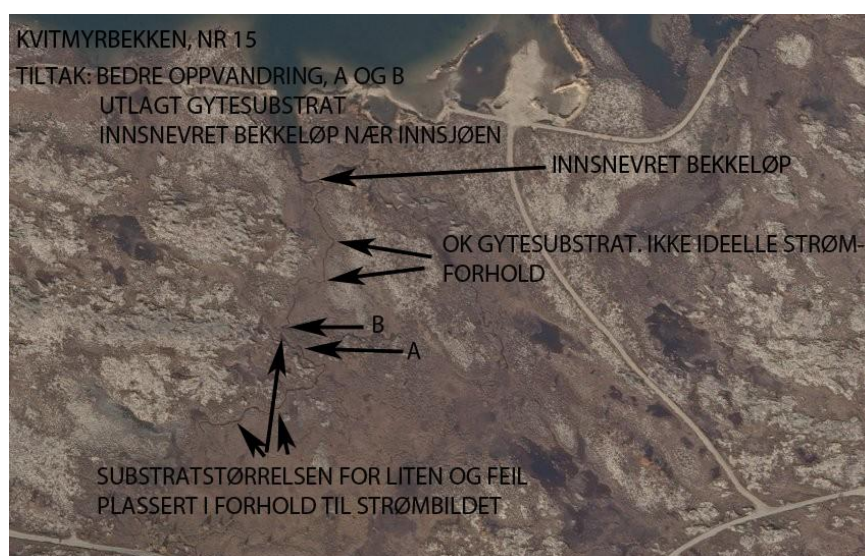 KVITMYRBEKKEN, NR 15
TILTAK: BEDRE OPPVANDRING, A OG B
UTLAGT GYTESUBSTRAT
INNSNEVRET BEKKELØP NÆR INNSJØEN
INNSNEVRET BEKKELØP
OK GYTESUBSTRAT. IKKE IDEELLE STRØM-
FORHOLD
B
A
SUBSTRATSTØRRELSEN FOR LITEN OG FEIL
PLASSERT I FORHOLD TIL STRØMBILDET